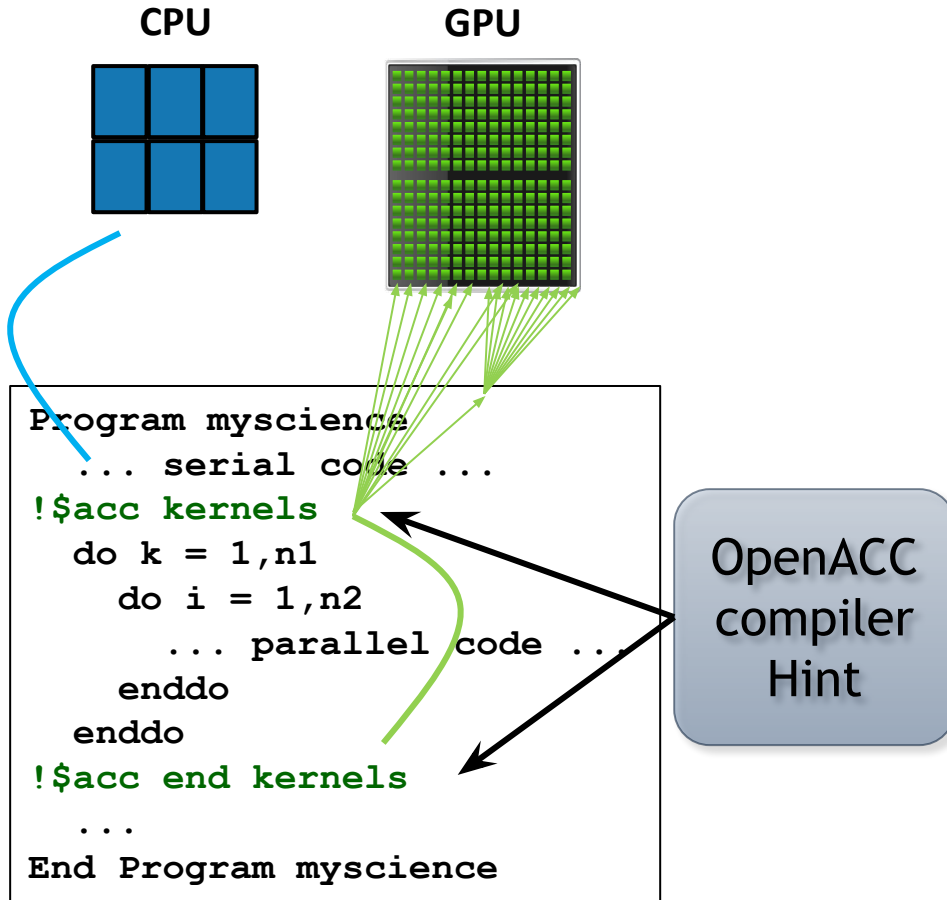 CPU
GPU
Program myscience
... serial code ...
!$acc kernels
do k = 1,n1
do i = 1,n2
... parallel code ...
enddo
enddo
!$acc end kernels
...
End Program myscience
OpenACC
compiler
Hint